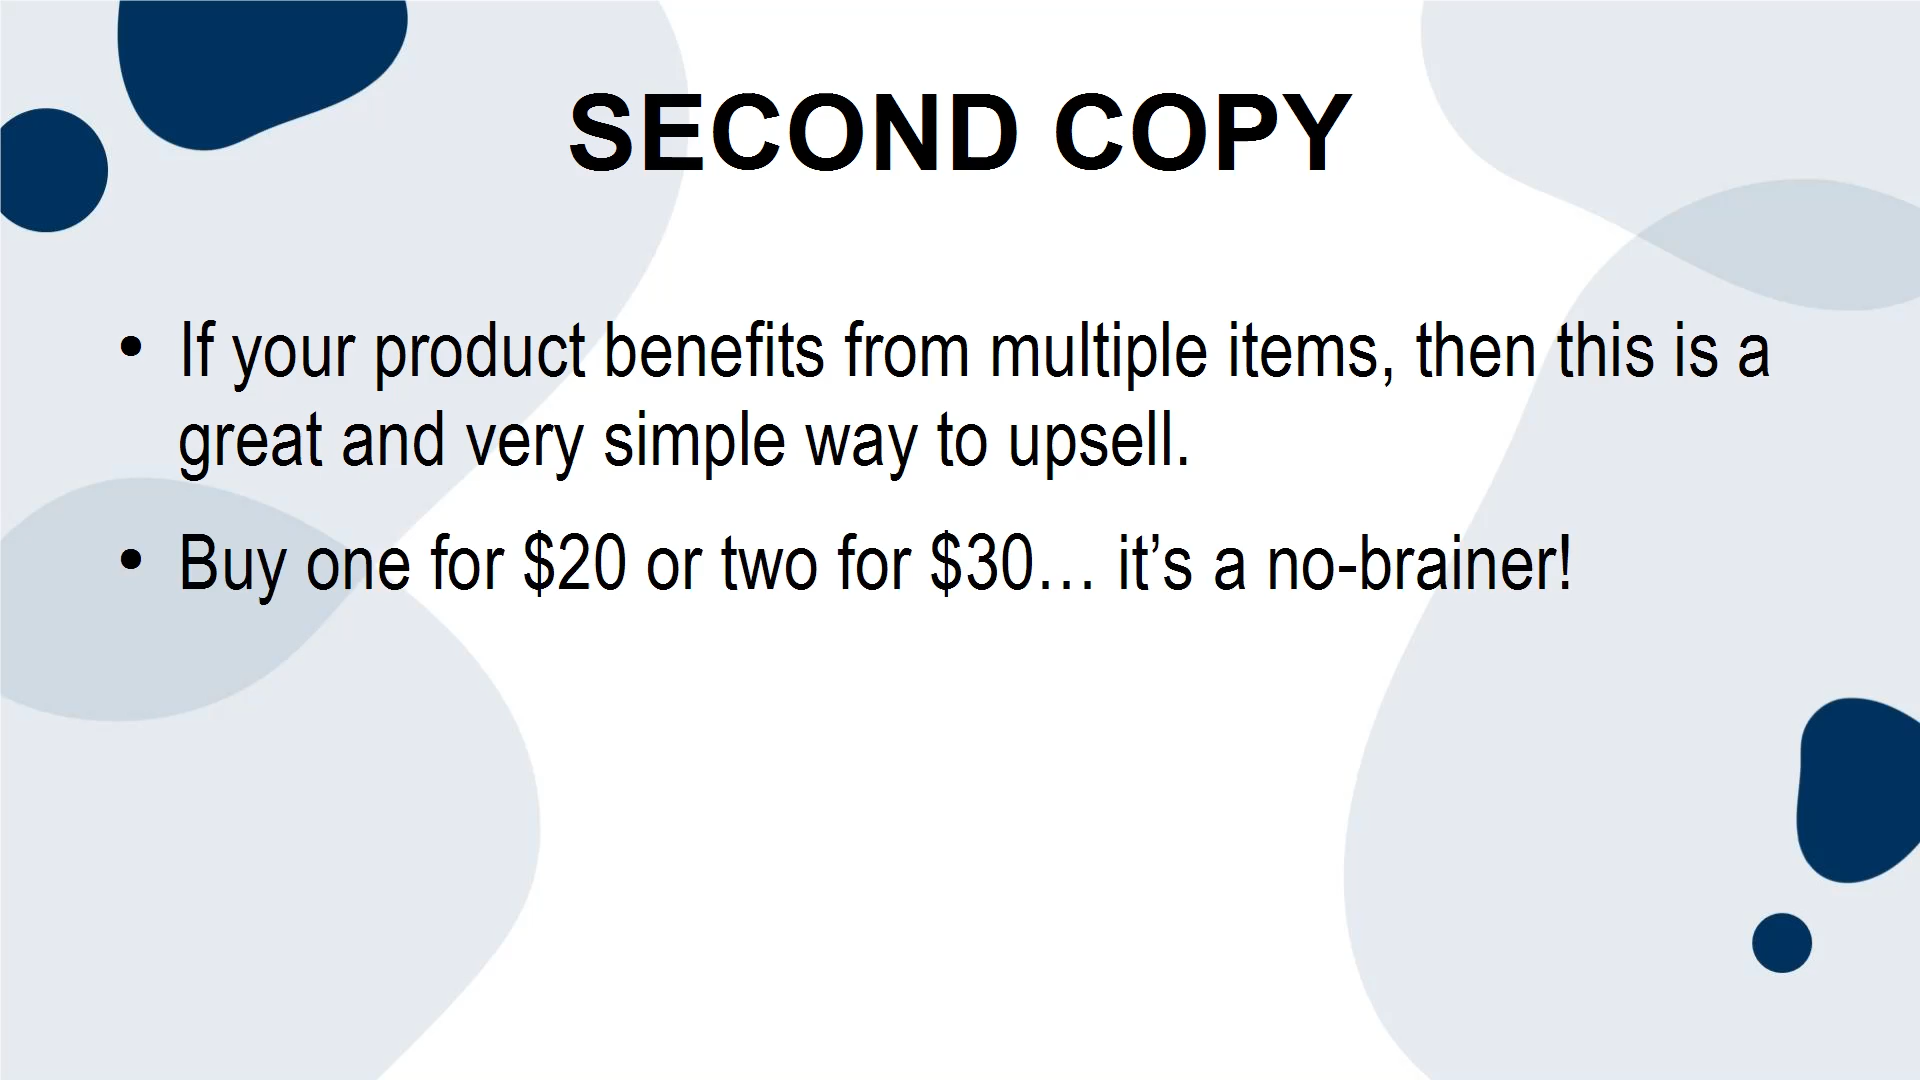 SECOND COPY
• If your product benefits from multiple items, then this is a
great and very simple way to upsell.
• Buy one for $20 or two for $30… it’s a no-brainer!